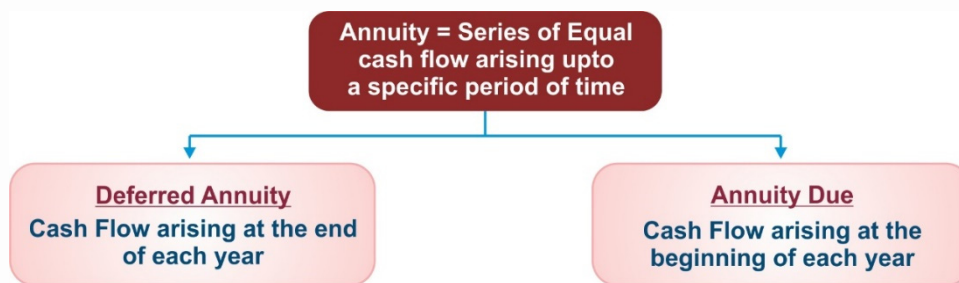 Annuity = Series of Equal
cash flow arising upto
a specific period of time
Deferred Annuity
Cash Flow arising at the end
of each year
Annuity Due
Cash Flow arising at the
beginning of each year